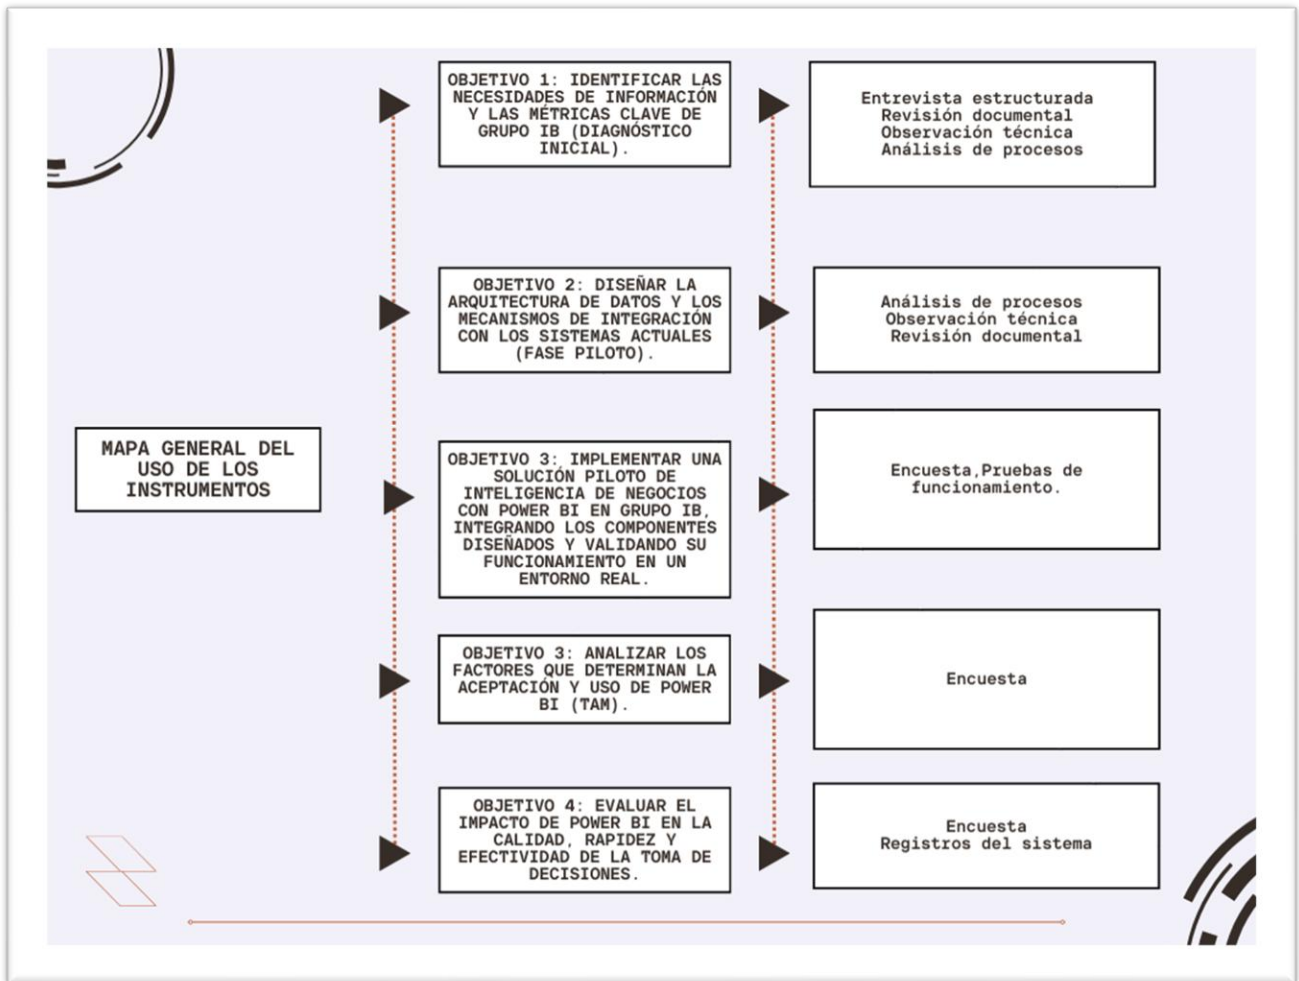 MAPA GENERAL DEL
USO DE LOS
INSTRUMENTOS
OBJETIVO 1: IDENTIFICAR LAS
NECESIDADES DE INFORMACIÓN
Y LAS MÉTRICAS CLAVE DE
GRUPO IB (DIAGNÓSTICO
INICIAL).
Entrevista estructurada
Revisión documental
Observación técnica
Análisis de procesos
OBJETIVO 2: DISEÑAR LA
ARQUITECTURA DE DATOS Y LOS
MECANISMOS DE INTEGRACIÓN
CON LOS SISTEMAS ACTUALES
(FASE PILOTO).
Análisis de procesos
Observación técnica
Revisión documental
OBJETIVO 3: IMPLEMENTAR UNA
SOLUCIÓN PILOTO DE
INTELIGENCIA DE NEGOCIOS
CON POWER BI EN GRUPO IB,
INTEGRANDO LOS COMPONENTES
DISEÑADOS Y VALIDANDO SU
FUNCIONAMIENTO EN UN
ENTORNO REAL.
Encuesta,Pruebas de
funcionamiento.
OBJETIVO 3: ANALIZAR LOS
FACTORES QUE DETERMINAN LA
ACEPTACIÓN Y USO DE POWER
BI (TAM).
Encuesta
OBJETIVO 4: EVALUAR EL
IMPACTO DE POWER BI EN LA
CALIDAD, RAPIDEZ Y
EFECTIVIDAD DE LA TOMA DE
DECISIONES.
Encuesta
Registros del sistema